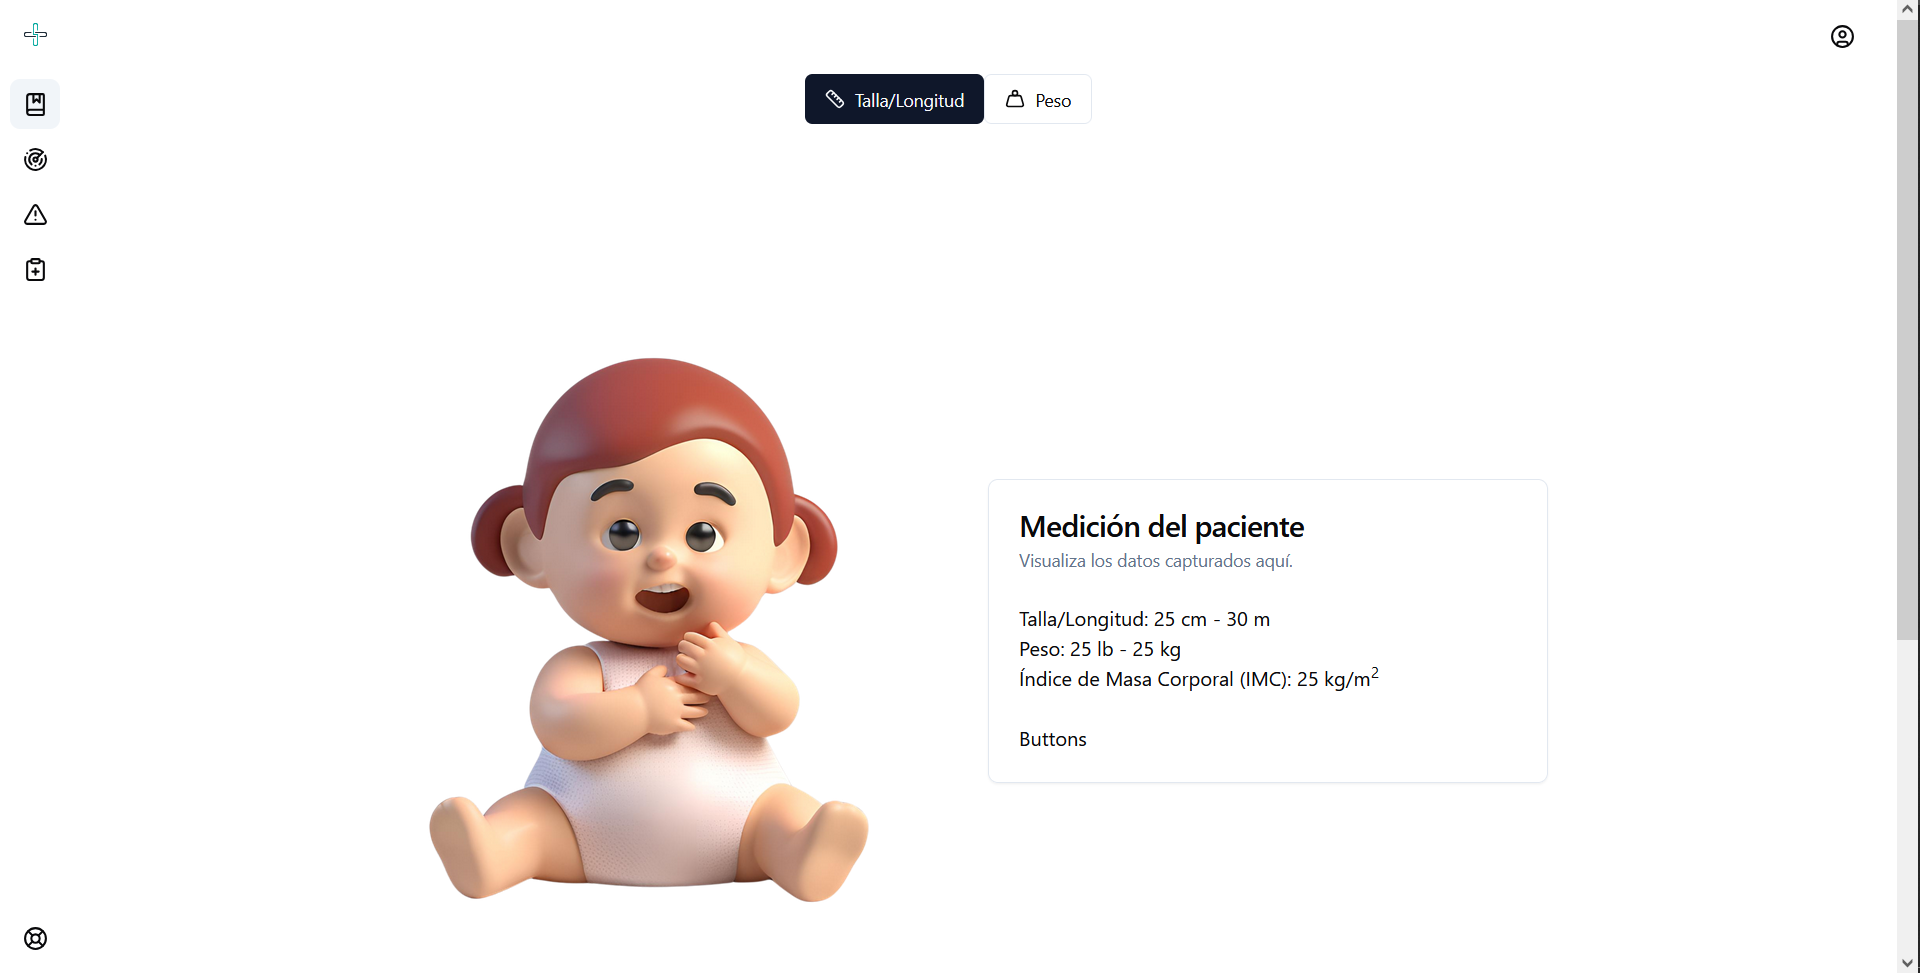 Talla/Longitud
Peso
Medición del paciente
Visualiza los datos capturados aquí.
Talla/Longitud: 25 cm - 30 m
Peso: 25 lb - 25 kg
Índice de Masa Corporal (IMC): 25 kg/m²
Buttons